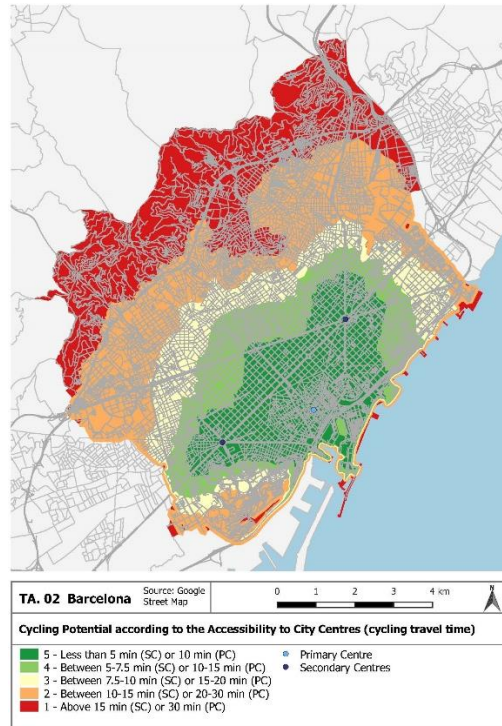 TA. 02 Barcelona
Source: Google
Street Map
0 1 2 3 4 km
N
Cycling Potential according to the Accessibility to City Centres (cycling travel time)
5 - Less than 5 min (SC) or 10 min (PC)
4 - Between 5-7.5 min (SC) or 10-15 min (PC)
3 - Between 7.5-10 min (SC) or 15-20 min (PC)
2 - Between 10-15 min (SC) or 20-30 min (PC)
1 - Above 15 min (SC) or 30 min (PC)
Primary Centre
Secondary Centres